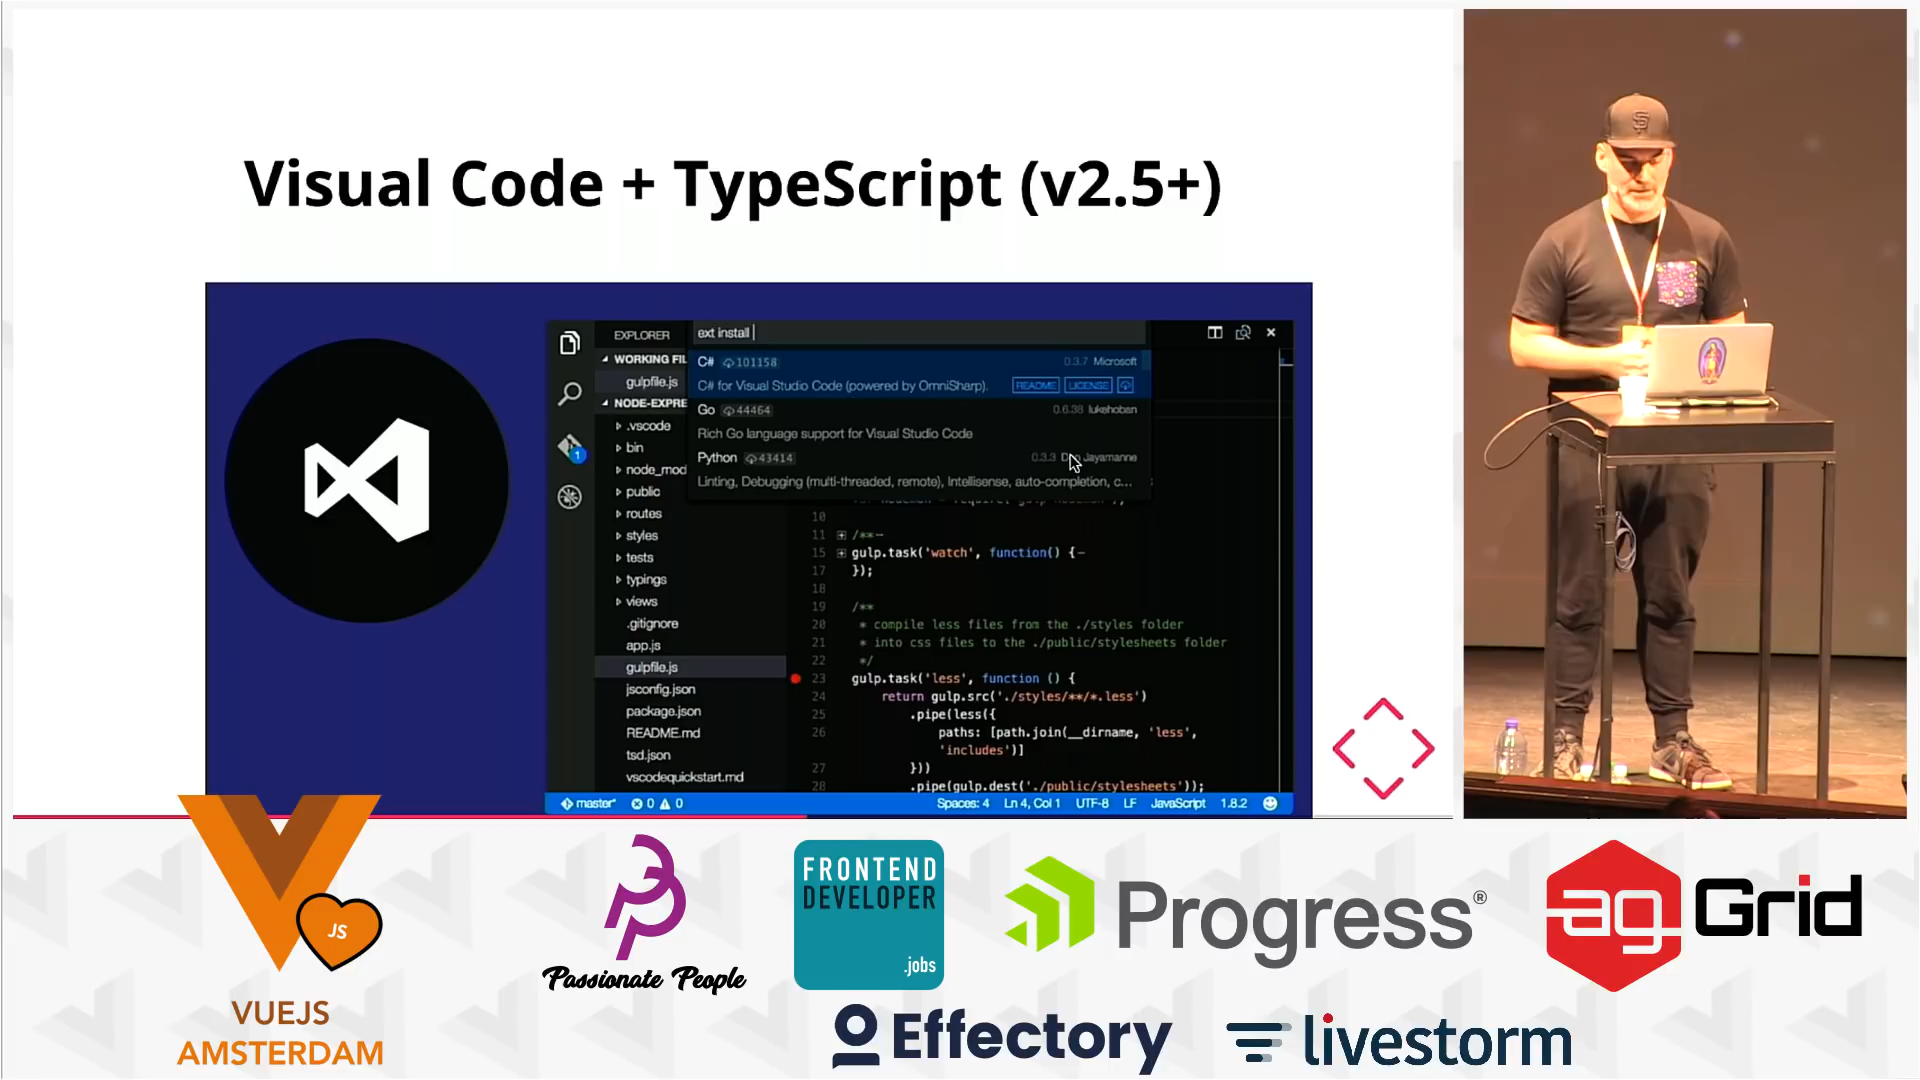 Visual Code + TypeScript (v2.5+)
EXPLORER
WORKING FIL
gulpfile.js
NODE-EXPRE
.vscode
bin
node_mod
public
routes
styles
tests
typings
views
.gitignore
app.js
gulpfile.js
jsconfig.json
package.json
README.md
tsd.json
vscodequickstart.md
1
ext install
C# 101158 0.3.7 Microsoft
C# for Visual Studio Code (powered by OmniSharp). README LICENSE
Go 44464 0.6.38 lukehoban
Rich Go language support for Visual Studio Code
Python 43414 0.3.3 Jayamanne
Linting, Debugging (multi-threaded, remote), Intellisense, auto-completion, c...
10
11 /**
15 gulp.task('watch', function() {
17 });
18
19 /**
20 * compile less files from the ./styles folder
21 * into css files to the ./public/stylesheets folder
22 */
23 gulp.task('less', function () {
24 return gulp.src('./styles/**/*.less')
25 .pipe(less({
26 paths: [path.join(__dirname, 'less',
'includes')]
27 }))
28 .pipe(gulp.dest('./public/stylesheets'));
master* 0 0 Spaces: 4 Ln 4, Col 1 UTF-8 LF JavaScript 1.8.2
SF
JS
VUEJS
AMSTERDAM
Passionate People
FRONTEND
DEVELOPER
.jobs
Progress®
ag Grid
Effectory
livestorm